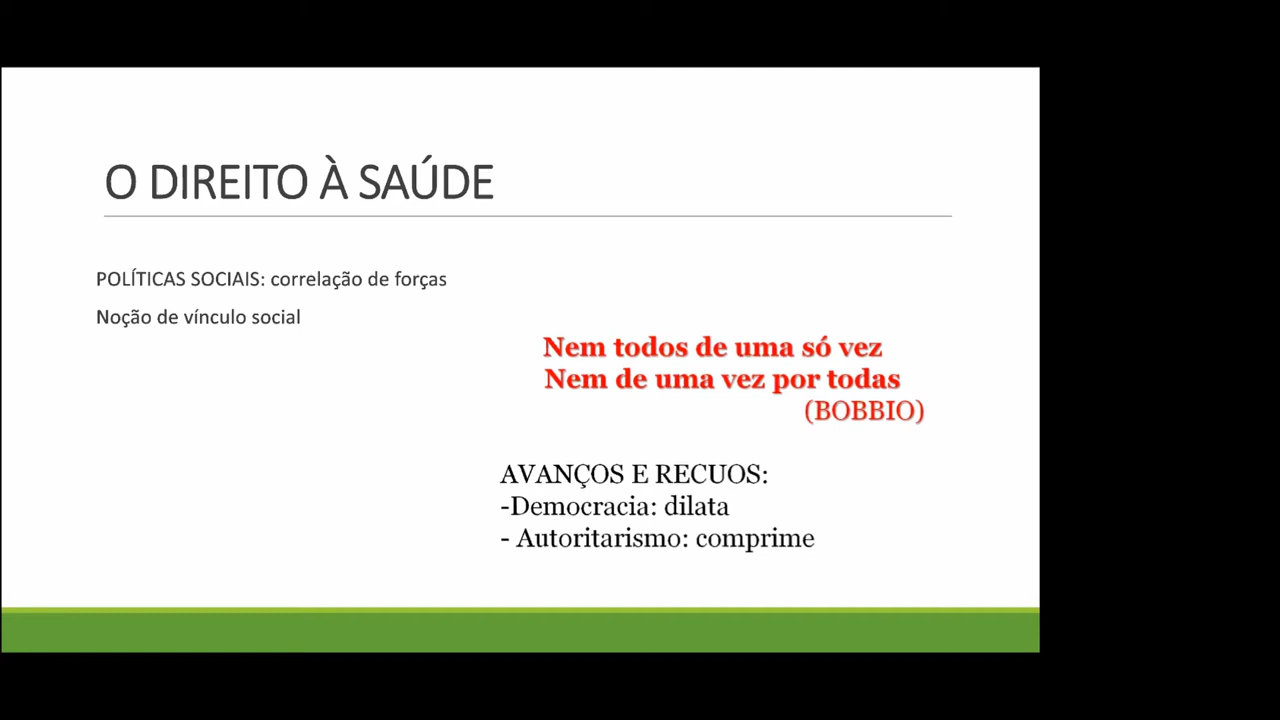 O DIREITO À SAÚDE
POLÍTICAS SOCIAIS: correlação de forças
Noção de vínculo social
Nem todos de uma só vez
Nem de uma vez por todas
(BOBBIO)
AVANÇOS E RECUOS:
-Democracia: dilata
- Autoritarismo: comprime